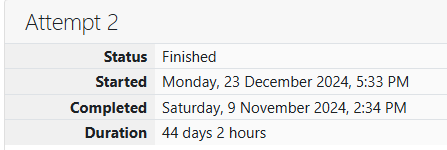 Attempt 2
Status Finished
Started Monday, 23 December 2024, 5:33 PM
Completed Saturday, 9 November 2024, 2:34 PM
Duration 44 days 2 hours